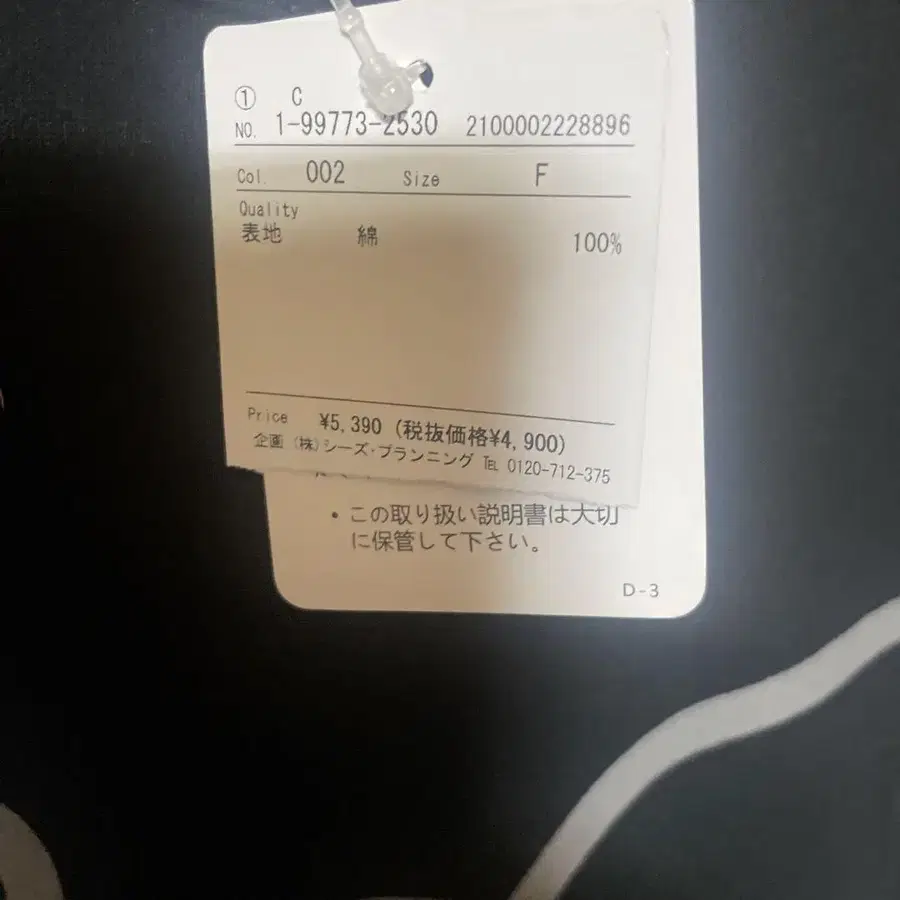 ① C
NO. 1-99773-2530 2100002228896
Col. 002 Size F
Quality
表地 綿 100%
Price ¥5,390 (税抜価格¥4,900)
企画 (株)シーズ・プランニング ℡ 0120-712-375
・この取り扱い説明書は大切
に保管して下さい。
D-3